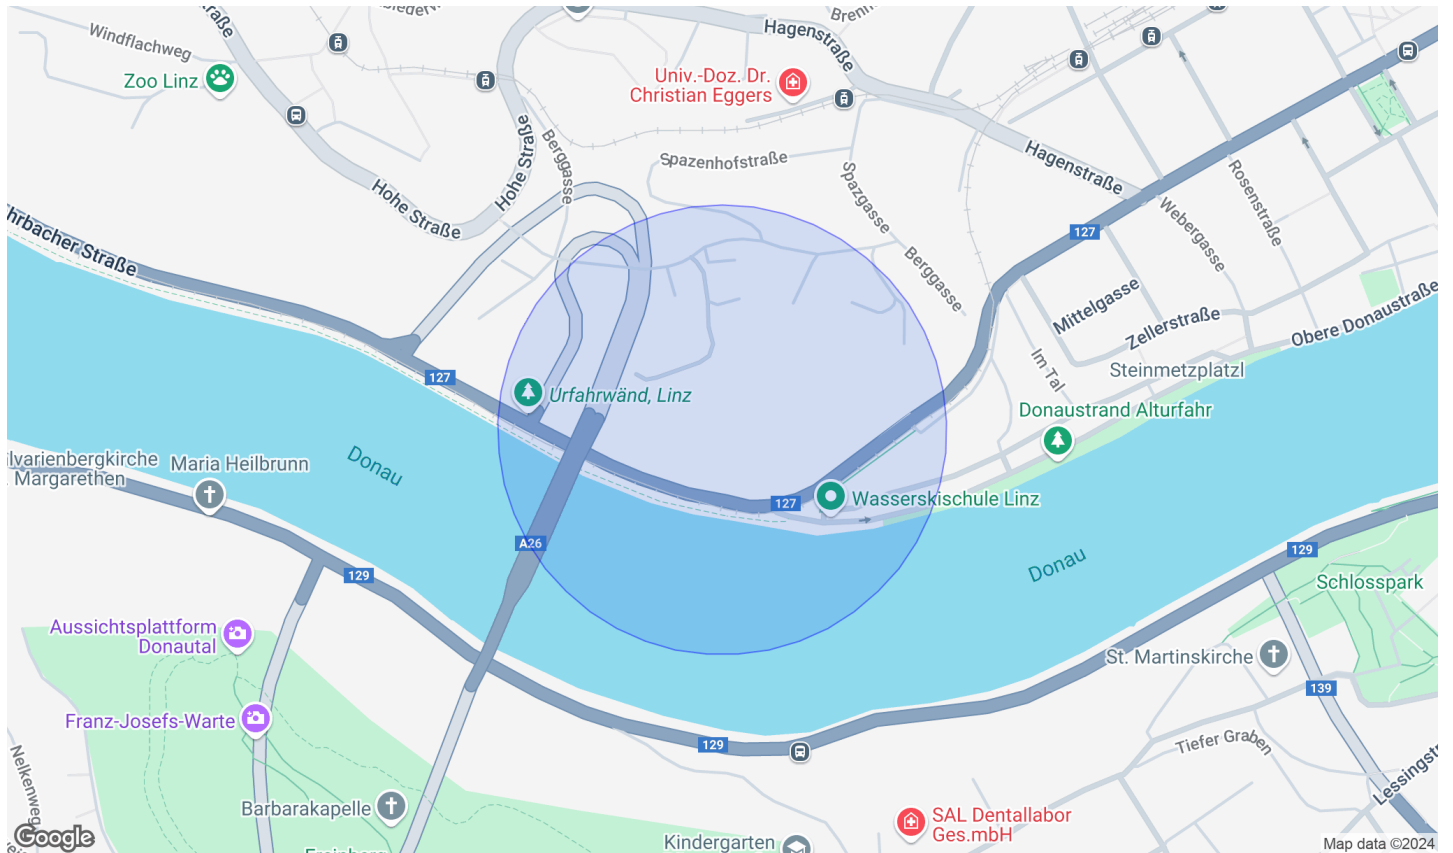 Windflachweg
Zoo Linz
Hagenstraße
Univ.-Doz. Dr.
Christian Eggers
Hohe Straße
Berggasse
Spazenhofstraße
Spazgasse
Hagenstraße
Rosenstraße
Webergasse
Hohe Straße
127
Berggasse
Mittelgasse
Zellerstraße
Obere Donaustraße
Im Tal
Steinmetzplatzl
127
Urfahrwänd, Linz
Donaustrand Alturfahr
Donau
Maria Heilbrunn
Margarethen
127
Wasserskischule Linz
A26
129
Donau
129
Schlosspark
Aussichtsplattform
Donautal
St. Martinskirche
139
Franz-Josefs-Warte
129
Tiefer Graben
Nelkenweg
Barbarakapelle
SAL Dentallabor
Ges.mbH
Kindergarten
Google
Map data ©2024